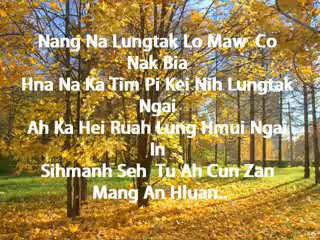 Nang Na Lungtak Lo Maw  Co
Nak Bia
Hna Na Ka Tim Pi Kei Nih Lungtak
Ngai
Ah Ka Hei Ruah Lung Hmui Ngai
In
Sihmanh Seh  Tu Ah Cun Zan
Mang An Hluan..